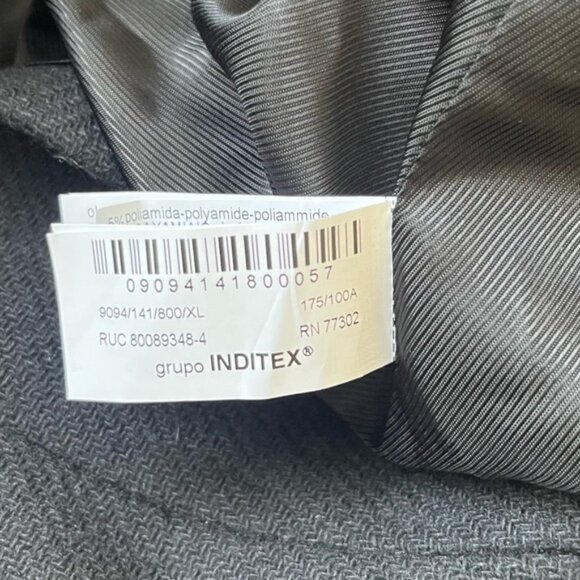 5% poliamida-polyamide-poliammide
09094141800057
9094/141/800/XL 175/100A
RUC 80089348-4 RN 77302
grupo INDITEX®